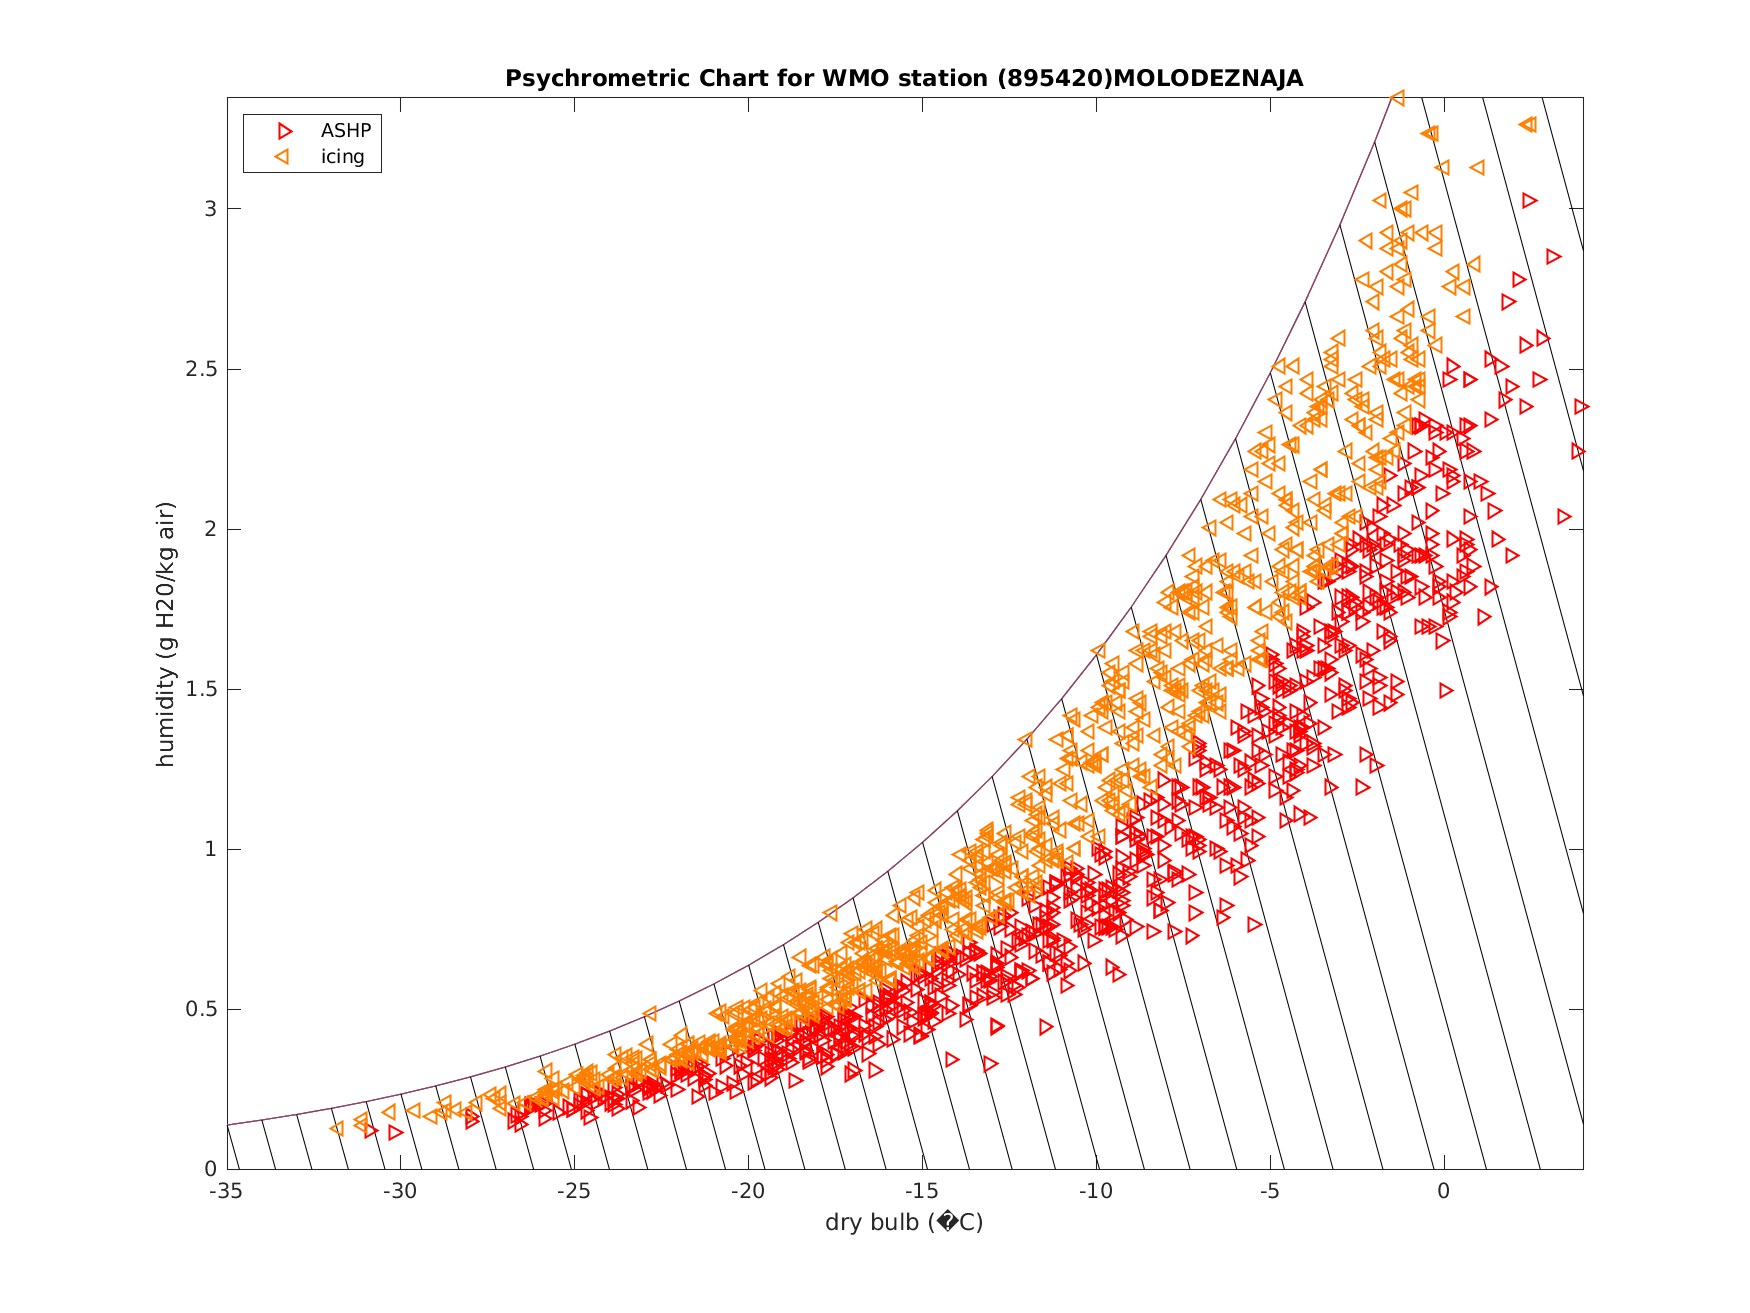 Psychrometric Chart for WMO station (895420)MOLODEZNAJA
ASHP
icing
humidity (g H20/kg air)
3
2.5
2
1.5
1
0.5
0
-35 -30 -25 -20 -15 -10 -5 0
dry bulb (�C)